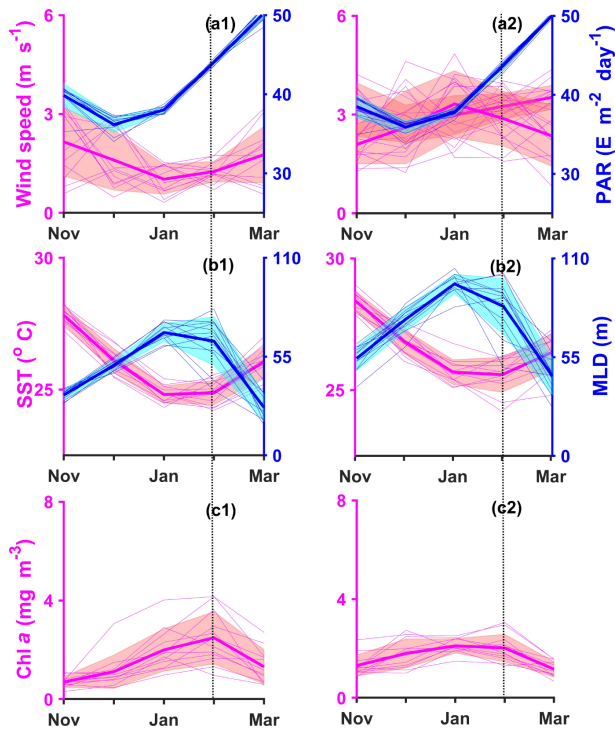 (a1)
(a2)
Wind speed (m s-1)
PAR (E m-2 day-1)
6
3
0
50
40
30
6
3
0
50
40
30
Nov
Jan
Mar
Nov
Jan
Mar
(b1)
(b2)
SST (o C)
MLD (m)
30
25
110
55
0
30
25
110
55
0
Nov
Jan
Mar
Nov
Jan
Mar
(c1)
(c2)
Chl a (mg m-3)
8
4
0
8
4
0
Nov
Jan
Mar
Nov
Jan
Mar